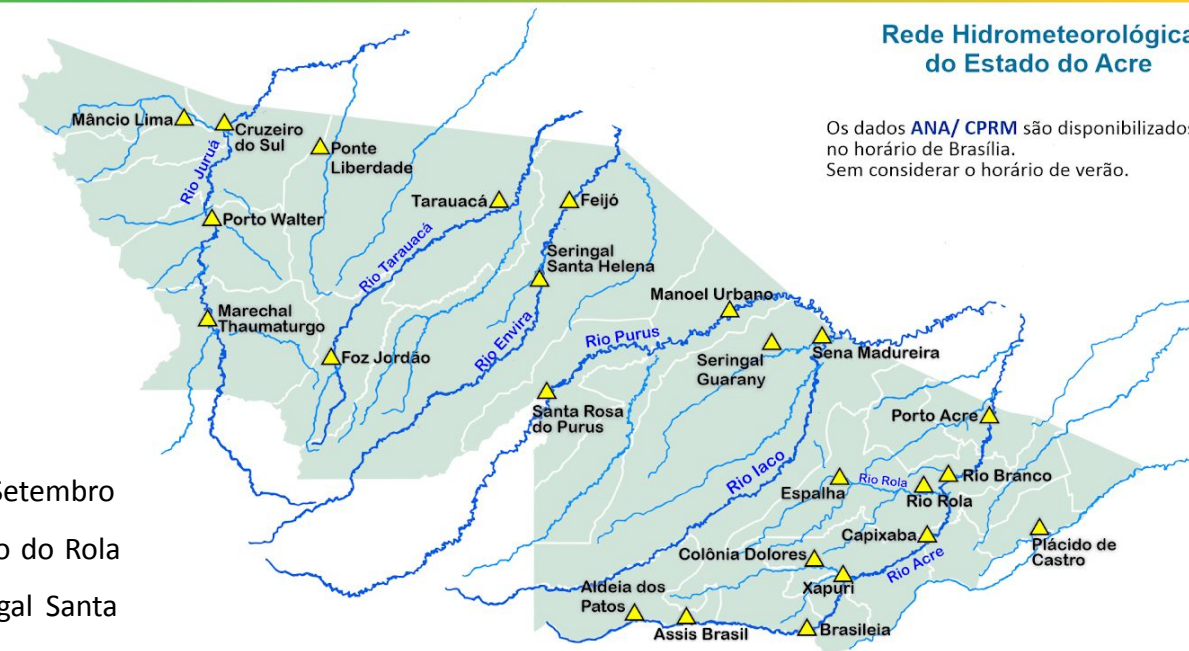 Rede Hidrometeorológica
do Estado do Acre
Os dados ANA/ CPRM são disponibilizados
no horário de Brasília.
Sem considerar o horário de verão.
Mâncio Lima
Cruzeiro
do Sul
Ponte
Liberdade
Rio Juruá
Porto Walter
Tarauacá
Feijó
Rio Tarauacá
Seringal
Santa Helena
Marechal
Thaumaturgo
Foz Jordão
Rio Envira
Manoel Urbano
Rio Purus
Seringal
Guarany
Sena Madureira
Santa Rosa
do Purus
Porto Acre
Rio Iaco
Espalha
Rio Rola
Rio Rola
Rio Branco
Capixaba
Plácido de
Castro
Colônia Dolores
Xapuri
Rio Acre
Aldeia dos
Patos
Assis Brasil
Brasileia
Setembro
do Rola
Santa